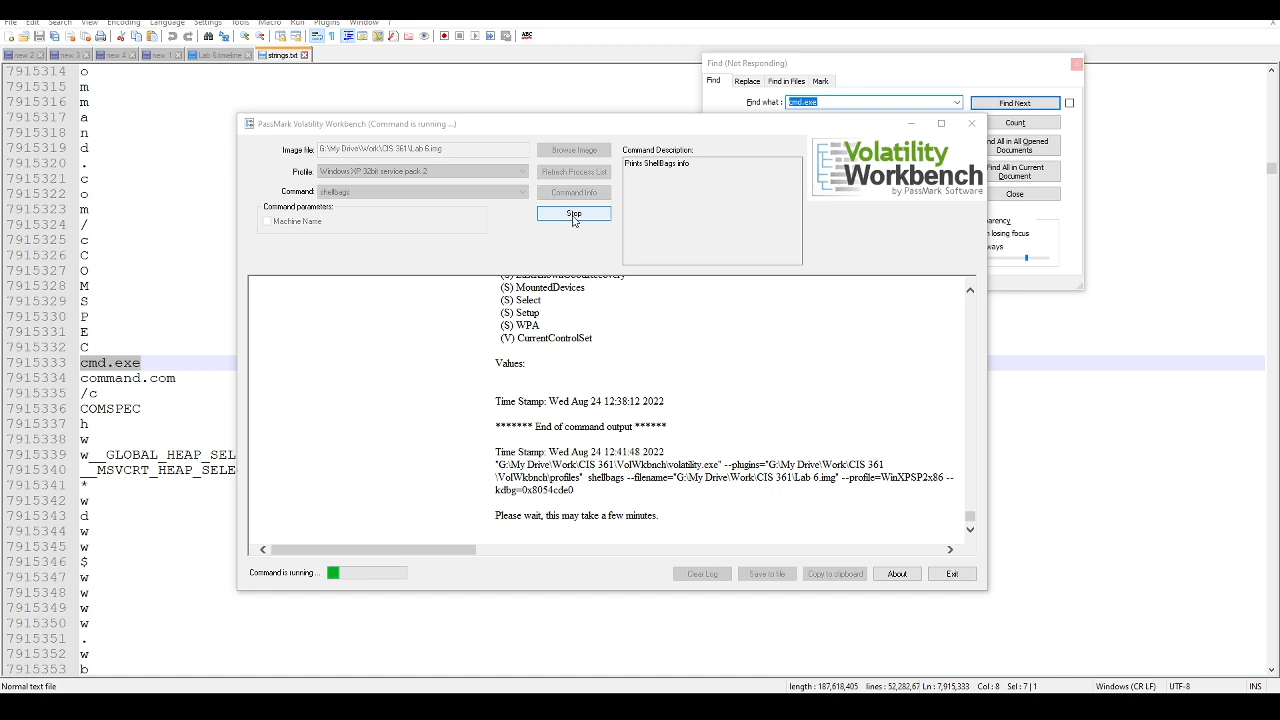 File Edit Search View Encoding Language Settings Tools Macro Run Plugins Window ?
X
new 2 new 3 new 4 new 1 Lab 6 timeline strings.txt
7915314 o
7915315 m
7915316 m
7915317 a
7915318 n
7915319 d
7915320 .
7915321 c
7915322 o
7915323 m
7915324 /
7915325 c
7915326 C
7915327 O
7915328 M
7915329 S
7915330 P
7915331 E
7915332 C
7915333 cmd.exe
7915334 command.com
7915335 /c
7915336 COMSPEC
7915337 h
7915338 w
7915339 w__GLOBAL_HEAP_SEL
7915340 __MSVCRT_HEAP_SELE
7915341 *
7915342 w
7915343 d
7915344 w
7915345 w
7915346 $
7915347 w
7915348 w
7915349 w
7915350 w
7915351 .
7915352 w
7915353 b
Find (Not Responding)
Find Replace Find in Files Mark
Find what : cmd.exe Find Next
Count
nd All in All Opened
Documents
Find All in Current
Document
Close
parency
n losing focus
ways
PassMark Volatility Workbench (Command is running ...)
Image file: G:\My Drive\Work\CIS 361\Lab 6.img Browse Image
Profile: Windows XP 32bit service pack 2 Refresh Process List
Command: shellbags Command Info
Command parameters:
Machine Name
Stop
Command Description:
Prints ShellBags info
Volatility
Workbench
by PassMark Software
(S) MountedDevices
(S) Select
(S) Setup
(S) WPA
(V) CurrentControlSet
Values:
Time Stamp: Wed Aug 24 12:38:12 2022
******* End of command output ******
Time Stamp: Wed Aug 24 12:41:48 2022
"G:\My Drive\Work\CIS 361\VolWkbnch\volatility.exe" --plugins="G:\My Drive\Work\CIS 361
\VolWkbnch\profiles" shellbags --filename="G:\My Drive\Work\CIS 361\Lab 6.img" --profile=WinXPSP2x86 --
kdbg=0x8054cde0
Please wait, this may take a few minutes.
Command is running ... Clear Log Save to file Copy to clipboard About Exit
Normal text file length : 187,618,405 lines : 52,282,67 Ln : 7,915,333 Col : 8 Sel : 7 | 1 Windows (CR LF) UTF-8 INS